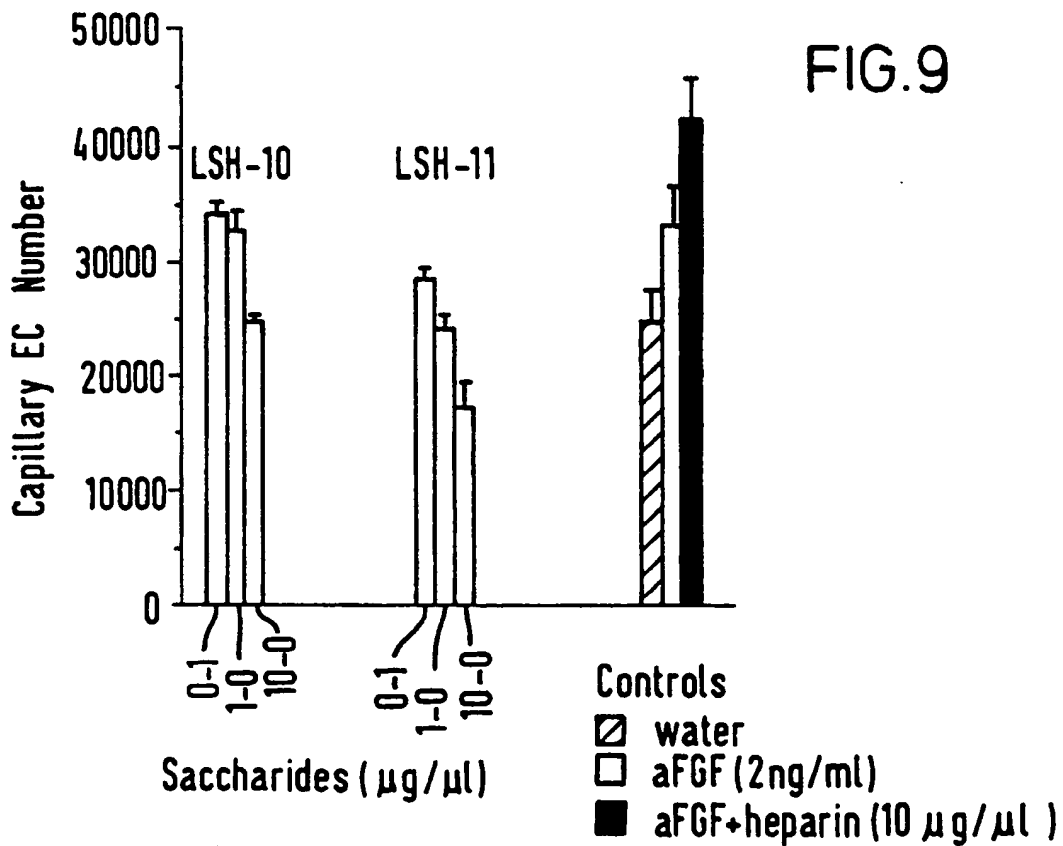 FIG.9
Capillary EC Number
50000
40000
30000
20000
10000
0
LSH-10
LSH-11
0-1
1-0
10-0
0-1
1-0
10-0
Saccharides (μg/μl)
Controls
water
aFGF (2ng/ml)
aFGF+heparin (10 μg/μl)